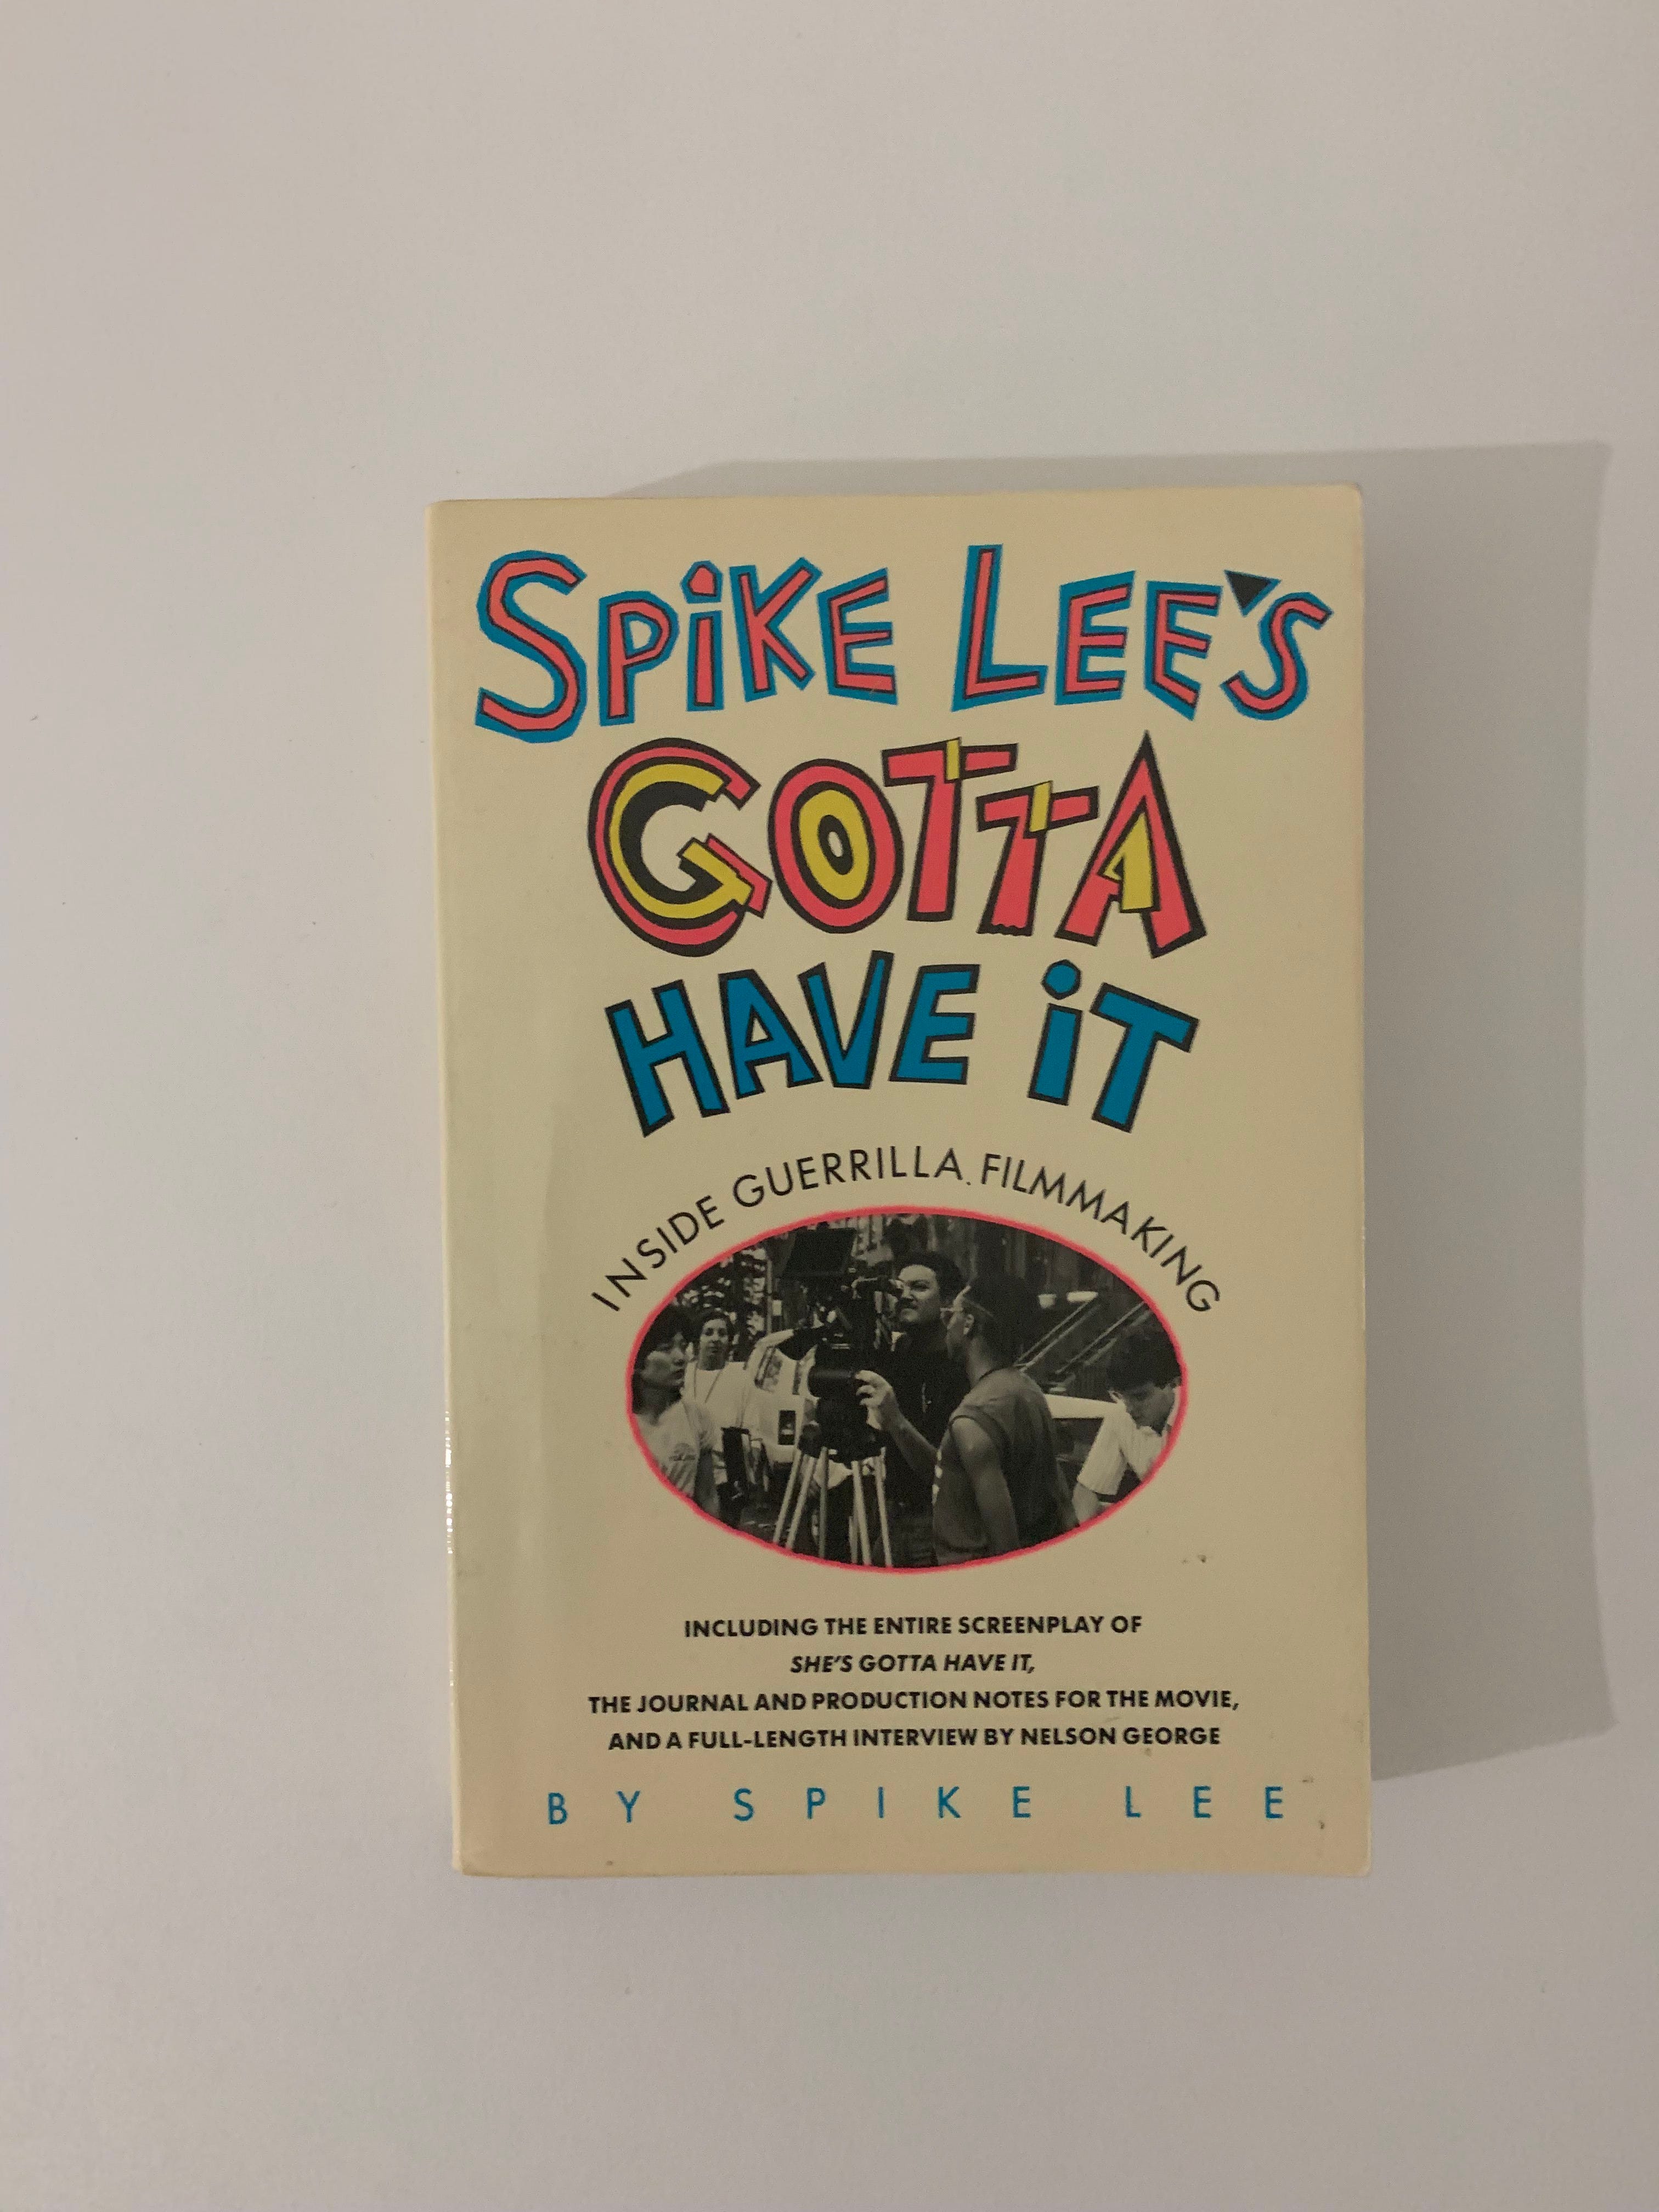 SPiKE LEE'S
GOTTA
HAVE iT
INSIDE GUERRILLA FILMMAKING
INCLUDING THE ENTIRE SCREENPLAY OF
SHE'S GOTTA HAVE IT,
THE JOURNAL AND PRODUCTION NOTES FOR THE MOVIE,
AND A FULL-LENGTH INTERVIEW BY NELSON GEORGE
BY SPIKE LEE